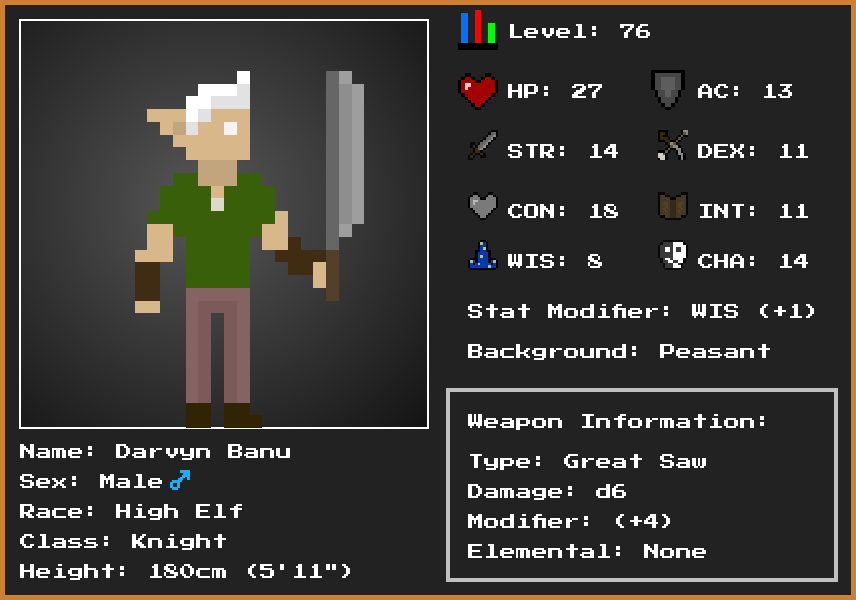 Level: 76
HP: 27
AC: 13
STR: 14
DEX: 11
CON: 18
INT: 11
WIS: 8
CHA: 14
Stat Modifier: WIS (+1)
Background: Peasant
Weapon Information:
Type: Great Saw
Damage: d6
Modifier: (+4)
Elemental: None
Name: Darvyn Banu
Sex: Male ♂
Race: High Elf
Class: Knight
Height: 180cm (5'11")